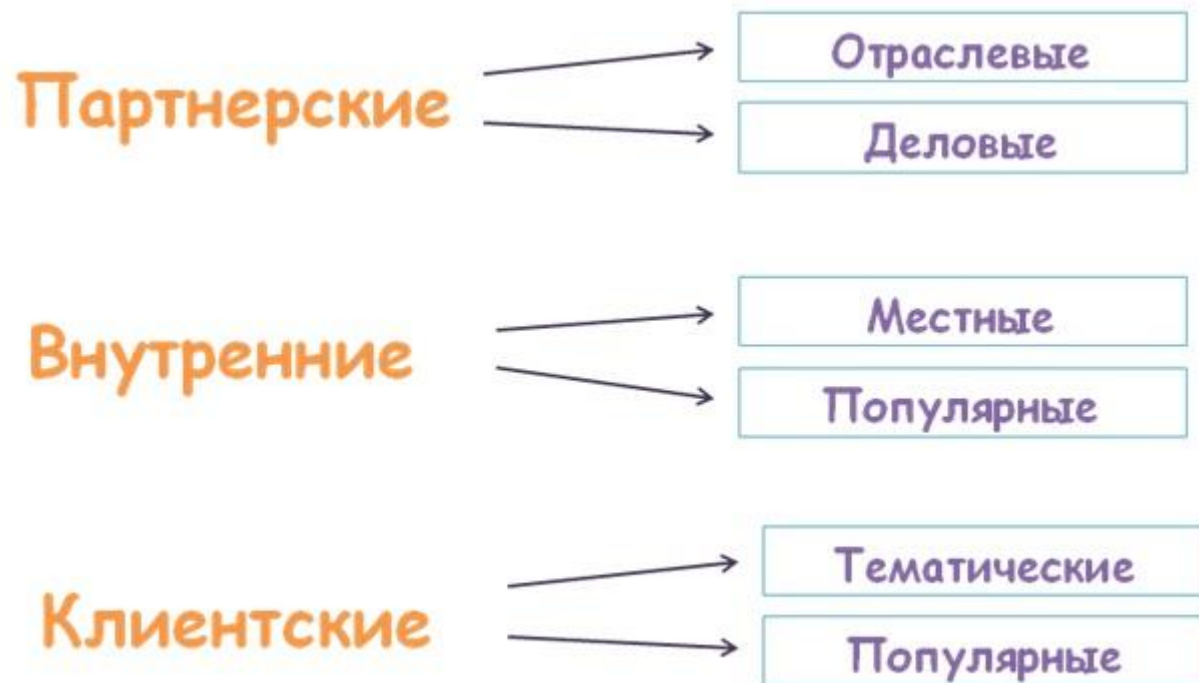 Партнерские
Отраслевые
Деловые
Внутренние
Местные
Популярные
Клиентские
Тематические
Популярные